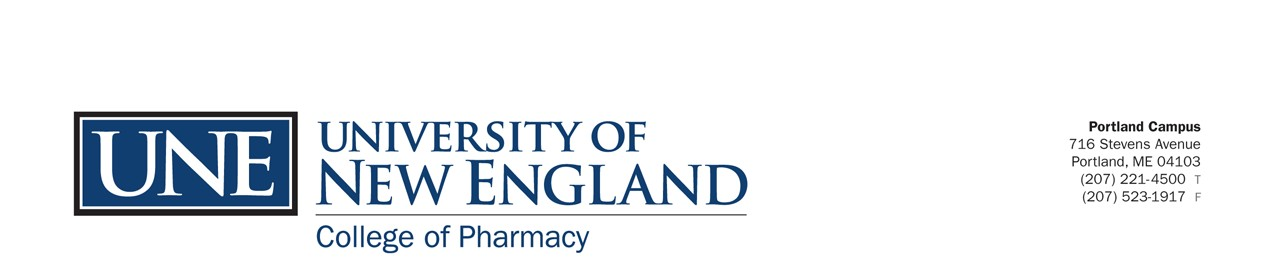 UNE
UNIVERSITY OF
NEW ENGLAND
College of Pharmacy
Portland Campus
716 Stevens Avenue
Portland, ME 04103
(207) 221-4500 T
(207) 523-1917 F